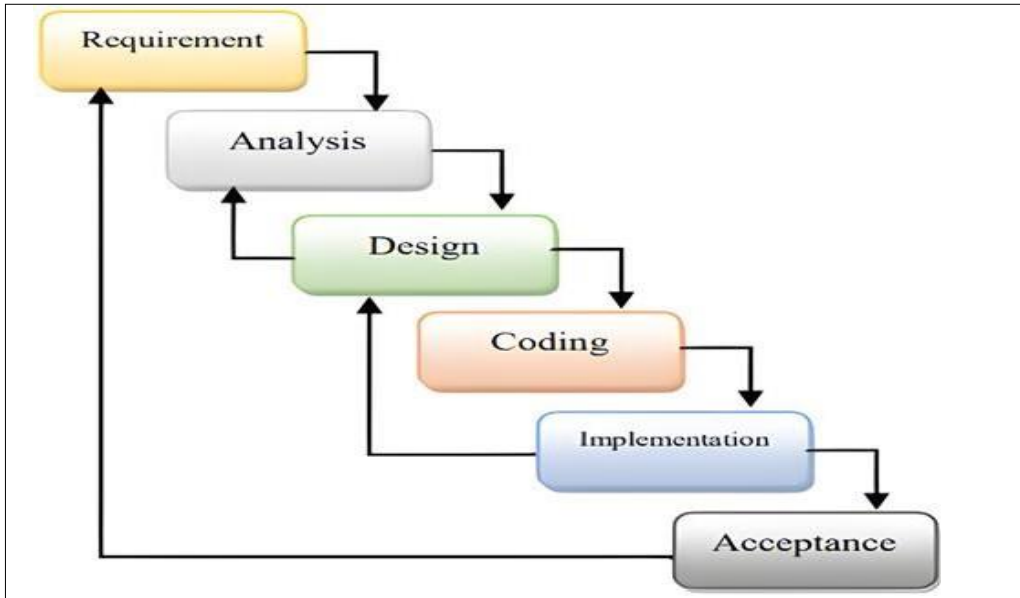 Requirement
Analysis
Design
Coding
Implementation
Acceptance